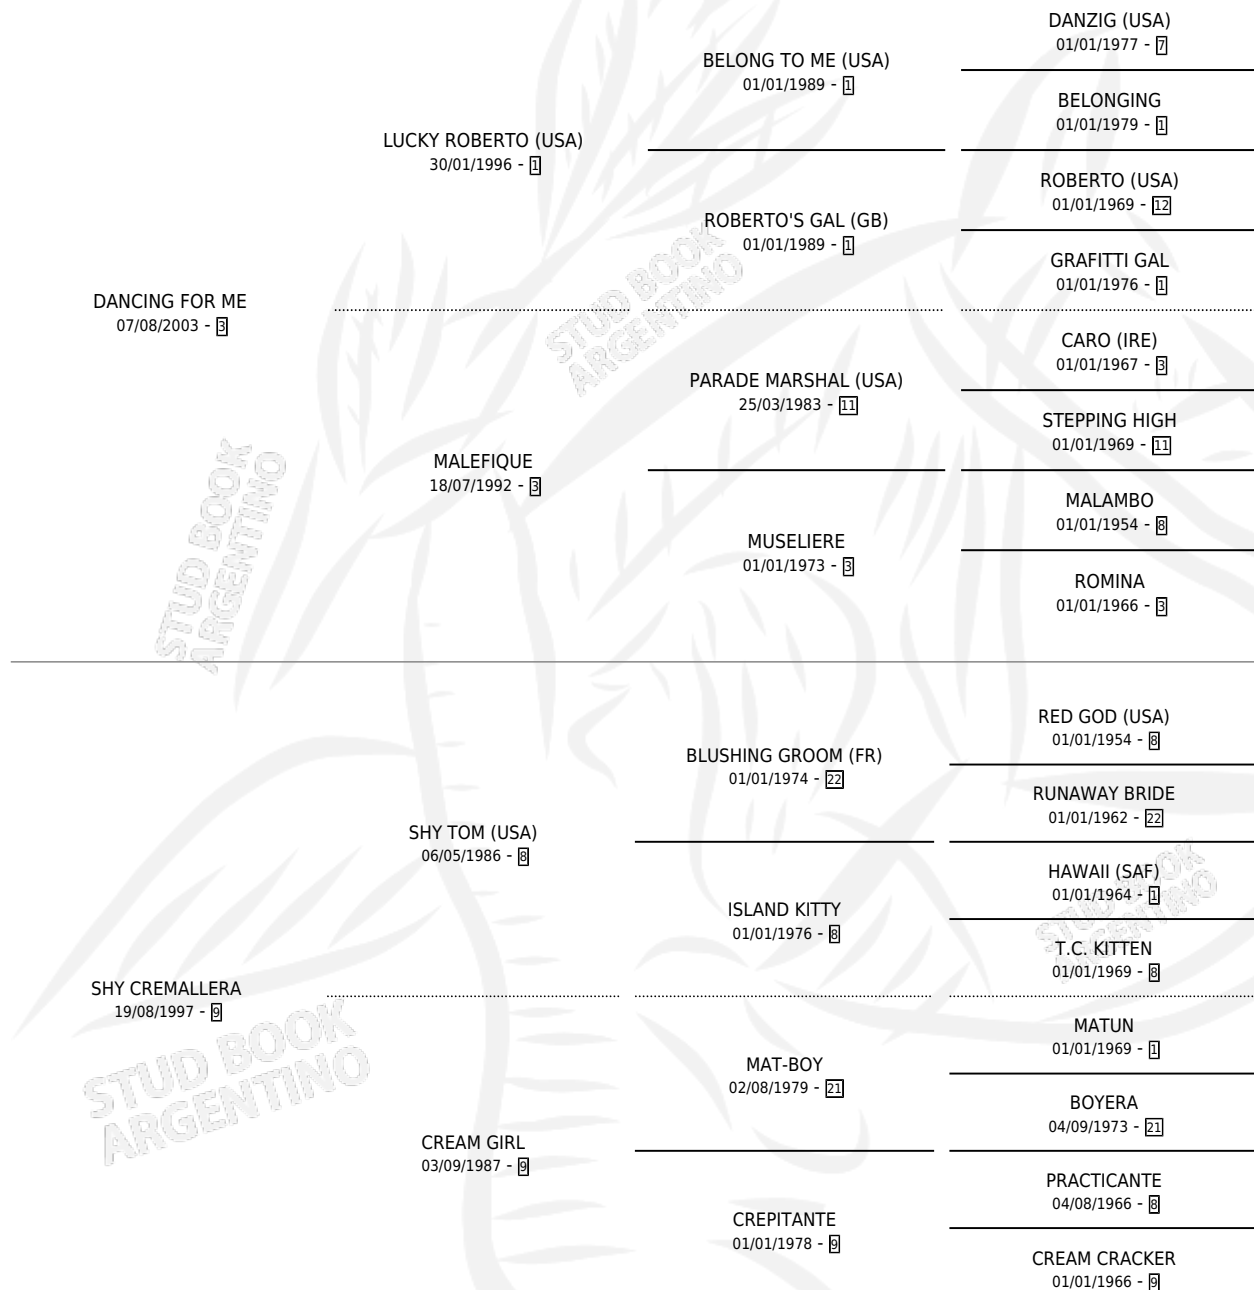 DANZIG (USA)
01/01/1977 - 7
BELONG TO ME (USA)
01/01/1989 - 1
BELONGING
01/01/1979 - 1
LUCKY ROBERTO (USA)
30/01/1996 - 1
ROBERTO (USA)
01/01/1969 - 12
ROBERTO'S GAL (GB)
01/01/1989 - 1
GRAFITTI GAL
01/01/1976 - 1
DANCING FOR ME
07/08/2003 - 3
STUD BOOK
ARGENTINO
CARO (IRE)
01/01/1967 - 3
PARADE MARSHAL (USA)
25/03/1983 - 11
STEPPING HIGH
01/01/1969 - 11
MALEFIQUE
18/07/1992 - 3
MALAMBO
01/01/1954 - 8
MUSELIERE
01/01/1973 - 3
ROMINA
01/01/1966 - 3
STUD BOOK
ARGENTINO
RED GOD (USA)
01/01/1954 - 8
BLUSHING GROOM (FR)
01/01/1974 - 22
RUNAWAY BRIDE
01/01/1962 - 22
SHY TOM (USA)
06/05/1986 - 8
HAWAII (SAF)
01/01/1964 - 1
ISLAND KITTY
01/01/1976 - 8
STUD BOOK
ARGENTINO
T.C. KITTEN
01/01/1969 - 8
SHY CREMALLERA
19/08/1997 - 9
STUD BOOK
ARGENTINO
MATUN
01/01/1969 - 1
MAT-BOY
02/08/1979 - 21
BOYERA
04/09/1973 - 21
CREAM GIRL
03/09/1987 - 9
PRACTICANTE
04/08/1966 - 8
CREPITANTE
01/01/1978 - 9
CREAM CRACKER
01/01/1966 - 9